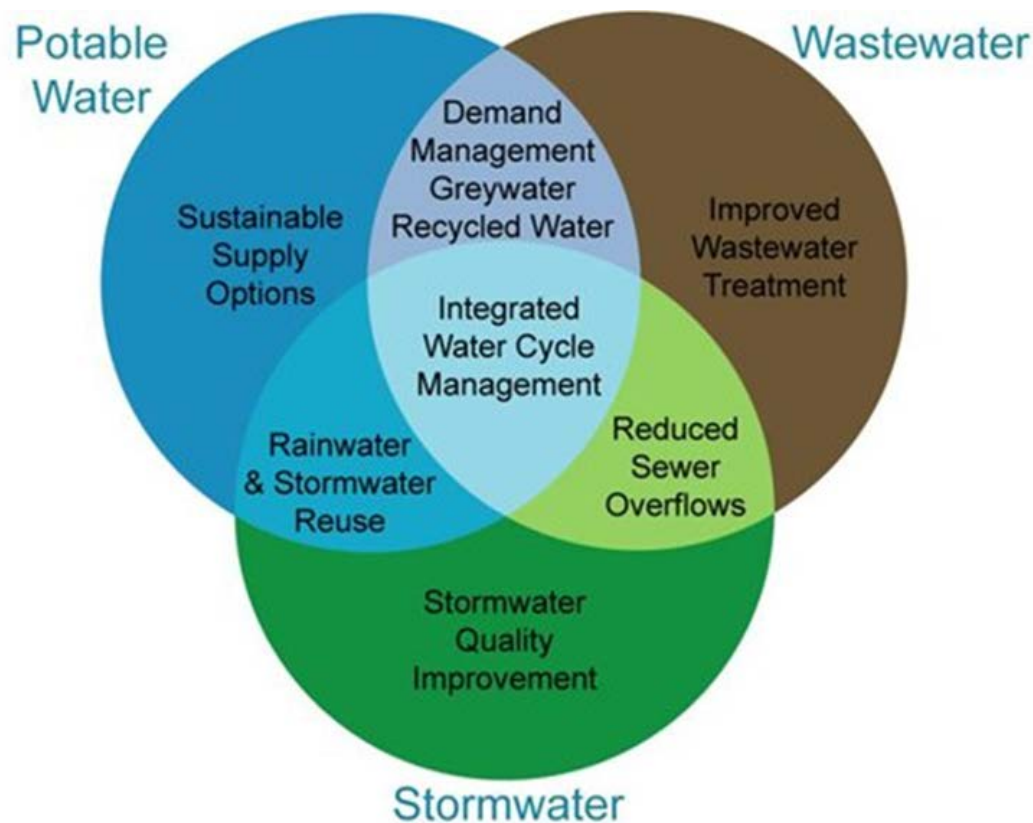 Potable
Water
Wastewater
Demand
Management
Greywater
Recycled Water
Sustainable
Supply
Options
Improved
Wastewater
Treatment
Integrated
Water Cycle
Management
Rainwater
& Stormwater
Reuse
Reduced
Sewer
Overflows
Stormwater
Quality
Improvement
Stormwater